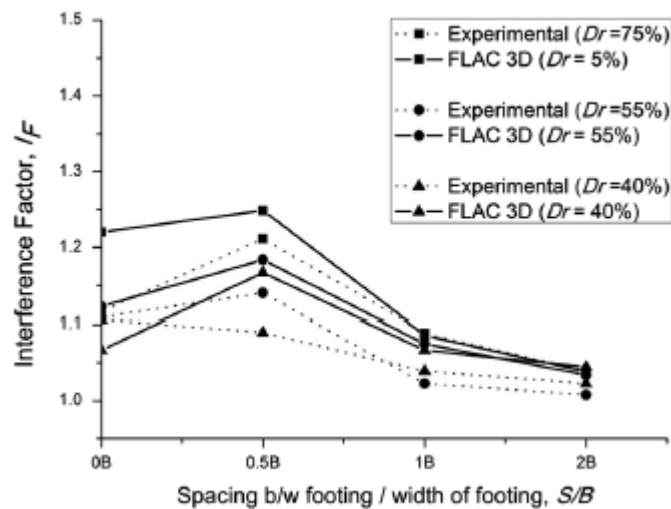 1.5
1.4
1.3
1.2
1.1
1.0
Interference Factor, I_F
Experimental (Dr =75%)
FLAC 3D (Dr = 5%)
Experimental (Dr =55%)
FLAC 3D (Dr = 55%)
Experimental (Dr =40%)
FLAC 3D (Dr = 40%)
0B 0.5B 1B 2B
Spacing b/w footing / width of footing, S/B